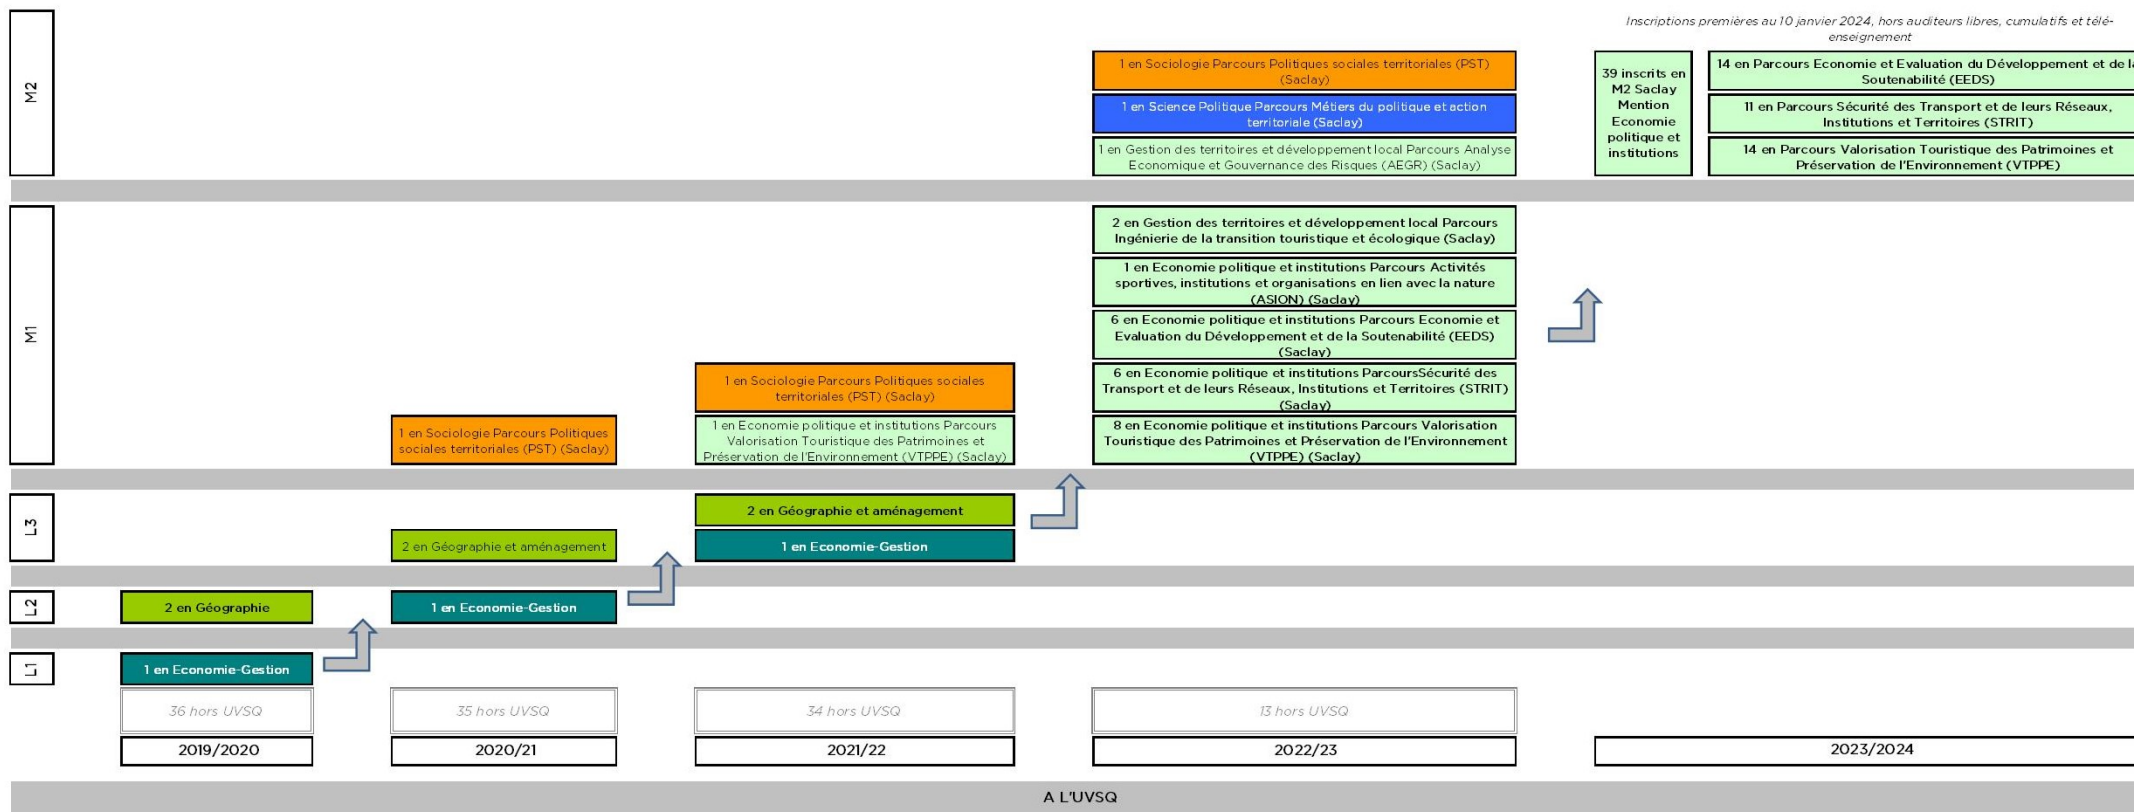 Inscriptions premières au 10 janvier 2024, hors auditeurs libres, cumulatifs et télé-
enseignement
M2
1 en Sociologie Parcours Politiques sociales territoriales (PST)
(Saclay)
1 en Science Politique Parcours Métiers du politique et action
territoriale (Saclay)
1 en Gestion des territoires et développement local Parcours Analyse
Economique et Gouvernance des Risques (AEGR) (Saclay)
39 inscrits en
M2 Saclay
Mention
Economie
politique et
institutions
14 en Parcours Economie et Evaluation du Développement et de la
Soutenabilité (EEDS)
11 en Parcours Sécurité des Transport et de leurs Réseaux,
Institutions et Territoires (STRIT)
14 en Parcours Valorisation Touristique des Patrimoines et
Préservation de l'Environnement (VTPPE)
M1
1 en Sociologie Parcours Politiques
sociales territoriales (PST) (Saclay)
1 en Sociologie Parcours Politiques sociales
territoriales (PST) (Saclay)
1 en Economie politique et institutions Parcours
Valorisation Touristique des Patrimoines et
Préservation de l'Environnement (VTPPE) (Saclay)
2 en Gestion des territoires et développement local Parcours
Ingénierie de la transition touristique et écologique (Saclay)
1 en Economie politique et institutions Parcours Activités
sportives, institutions et organisations en lien avec la nature
(ASION) (Saclay)
6 en Economie politique et institutions Parcours Economie et
Evaluation du Développement et de la Soutenabilité (EEDS)
(Saclay)
6 en Economie politique et institutions ParcoursSécurité des
Transport et de leurs Réseaux, Institutions et Territoires (STRIT)
(Saclay)
8 en Economie politique et institutions Parcours Valorisation
Touristique des Patrimoines et Préservation de l'Environnement
(VTPPE) (Saclay)
L3
2 en Géographie et aménagement
2 en Géographie et aménagement
1 en Economie-Gestion
L2
2 en Géographie
1 en Economie-Gestion
L1
1 en Economie-Gestion
36 hors UVSQ
35 hors UVSQ
34 hors UVSQ
13 hors UVSQ
2019/2020
2020/21
2021/22
2022/23
2023/2024
A L'UVSQ